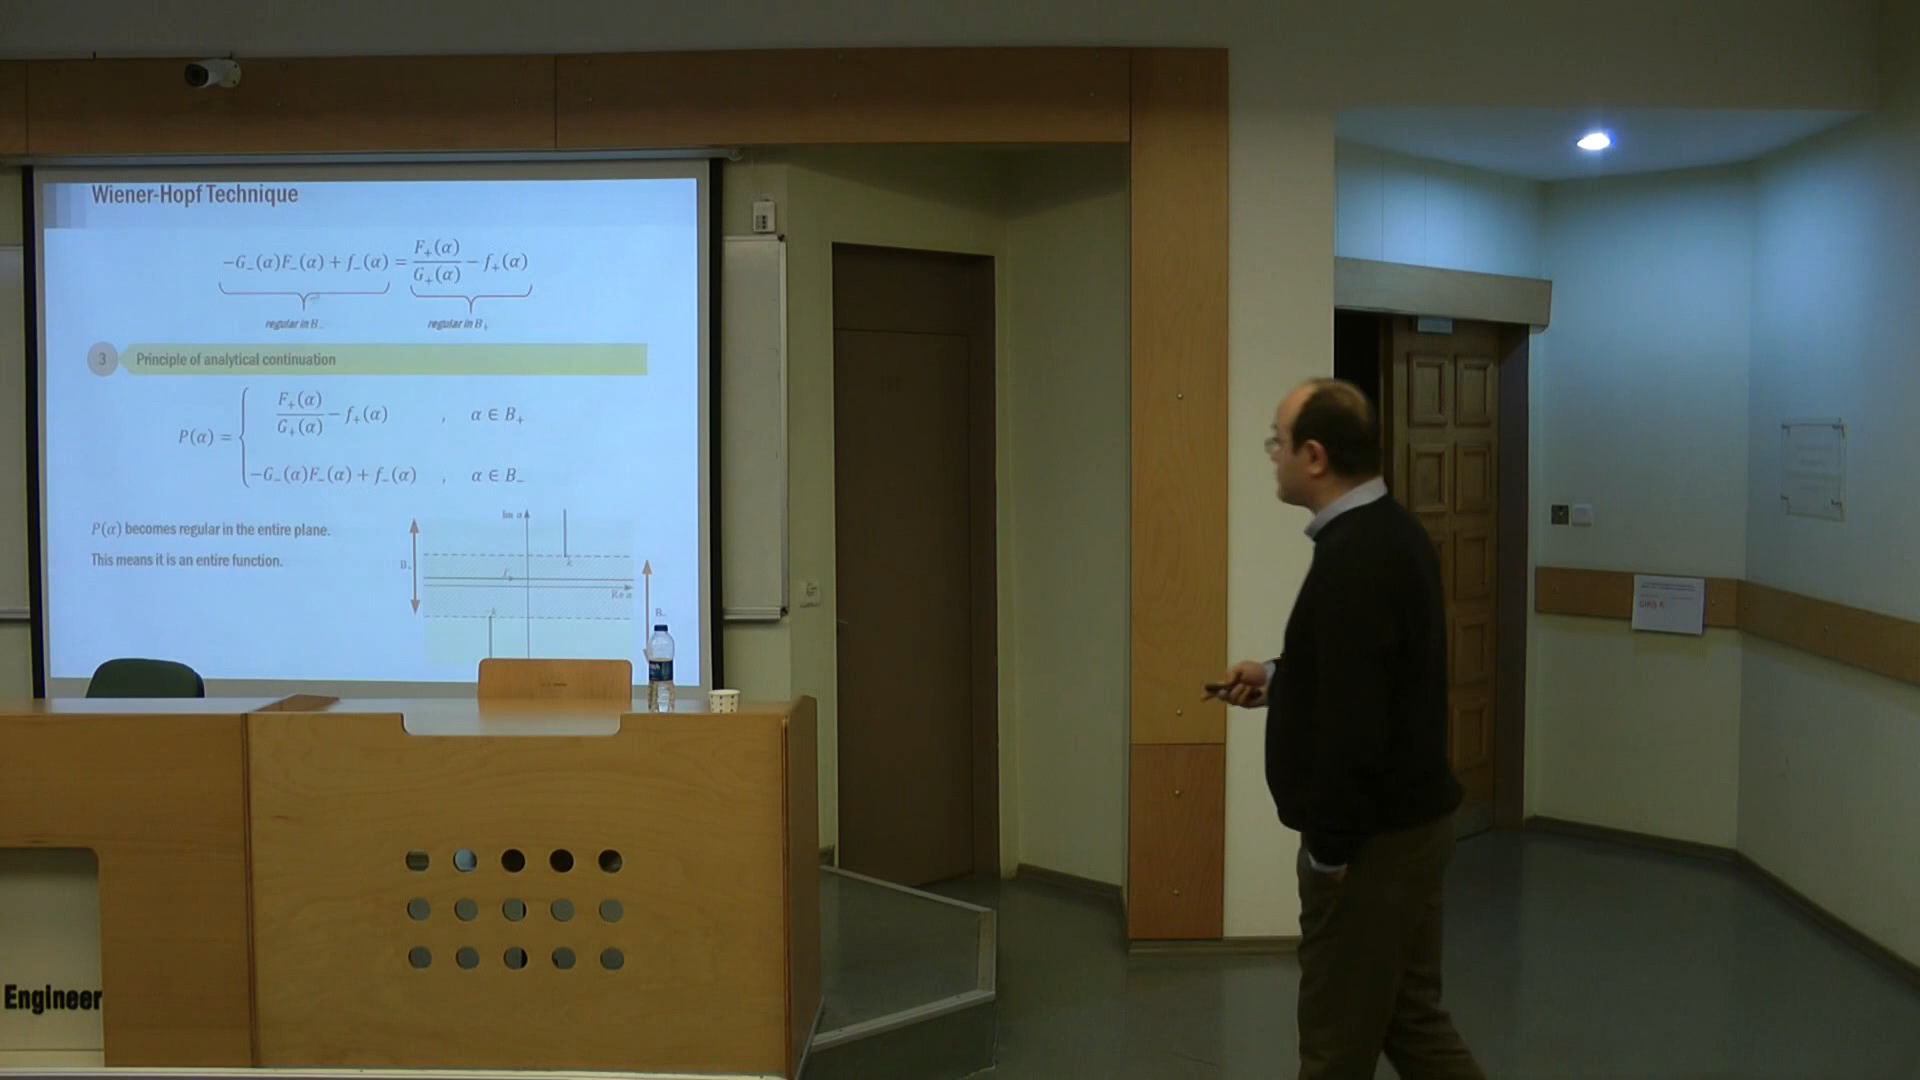 Wiener-Hopf Technique
−G₋(α)F₋(α) + f₋(α) = F₊(α)/G₊(α) − f₊(α)
regular in B₋ regular in B₊
3 Principle of analytical continuation
P(α) = { F₊(α)/G₊(α) − f₊(α) , α ∈ B₊
−G₋(α)F₋(α) + f₋(α) , α ∈ B₋
P(α) becomes regular in the entire plane.
This means it is an entire function.
Im α
k
Re α
−k
B₊
B₋
Engineer